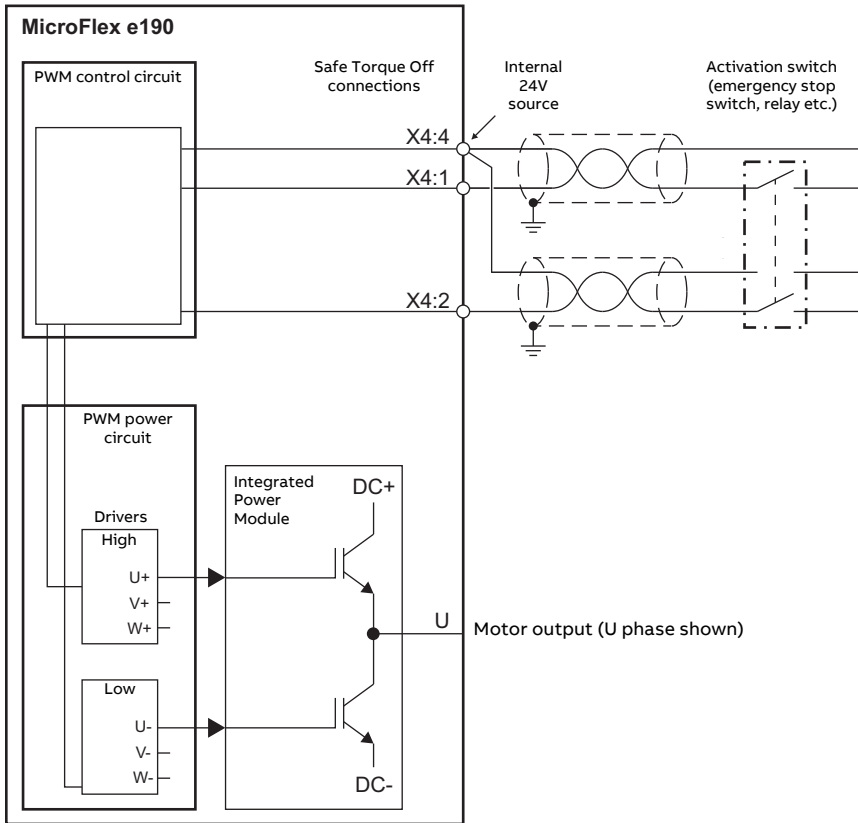 MicroFlex e190
PWM control circuit
Safe Torque Off
connections
Internal
24V
source
Activation switch
(emergency stop
switch, relay etc.)
X4:4
X4:1
X4:2
PWM power
circuit
Drivers
High
U+
V+
W+
Low
U-
V-
W-
Integrated
Power
Module
DC+
DC-
U
Motor output (U phase shown)